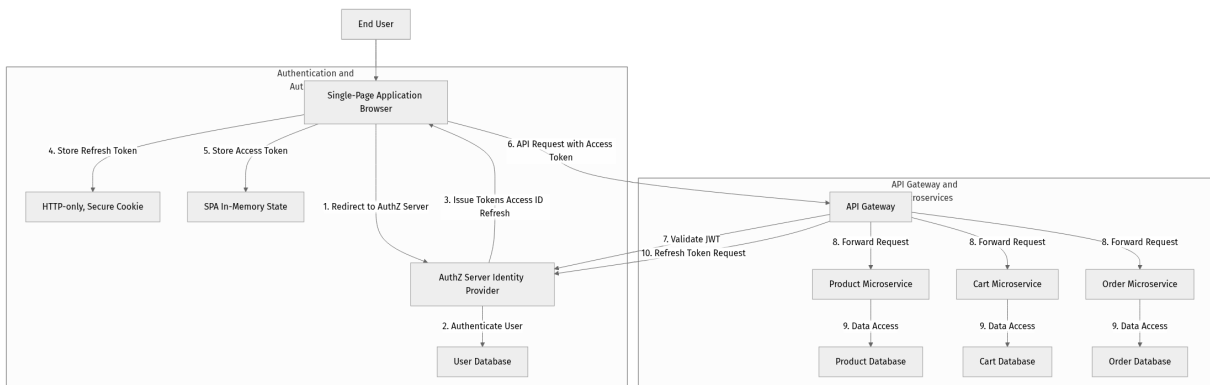 End User
Authentication and
Aut
Single-Page Application
Browser
4. Store Refresh Token
5. Store Access Token
6. API Request with Access
Token
HTTP-only, Secure Cookie
SPA In-Memory State
1. Redirect to AuthZ Server
3. Issue Tokens Access ID
Refresh
API Gateway and
roservices
API Gateway
7. Validate JWT
10. Refresh Token Request
8. Forward Request
8. Forward Request
8. Forward Request
AuthZ Server Identity
Provider
Product Microservice
Cart Microservice
Order Microservice
2. Authenticate User
9. Data Access
9. Data Access
9. Data Access
User Database
Product Database
Cart Database
Order Database